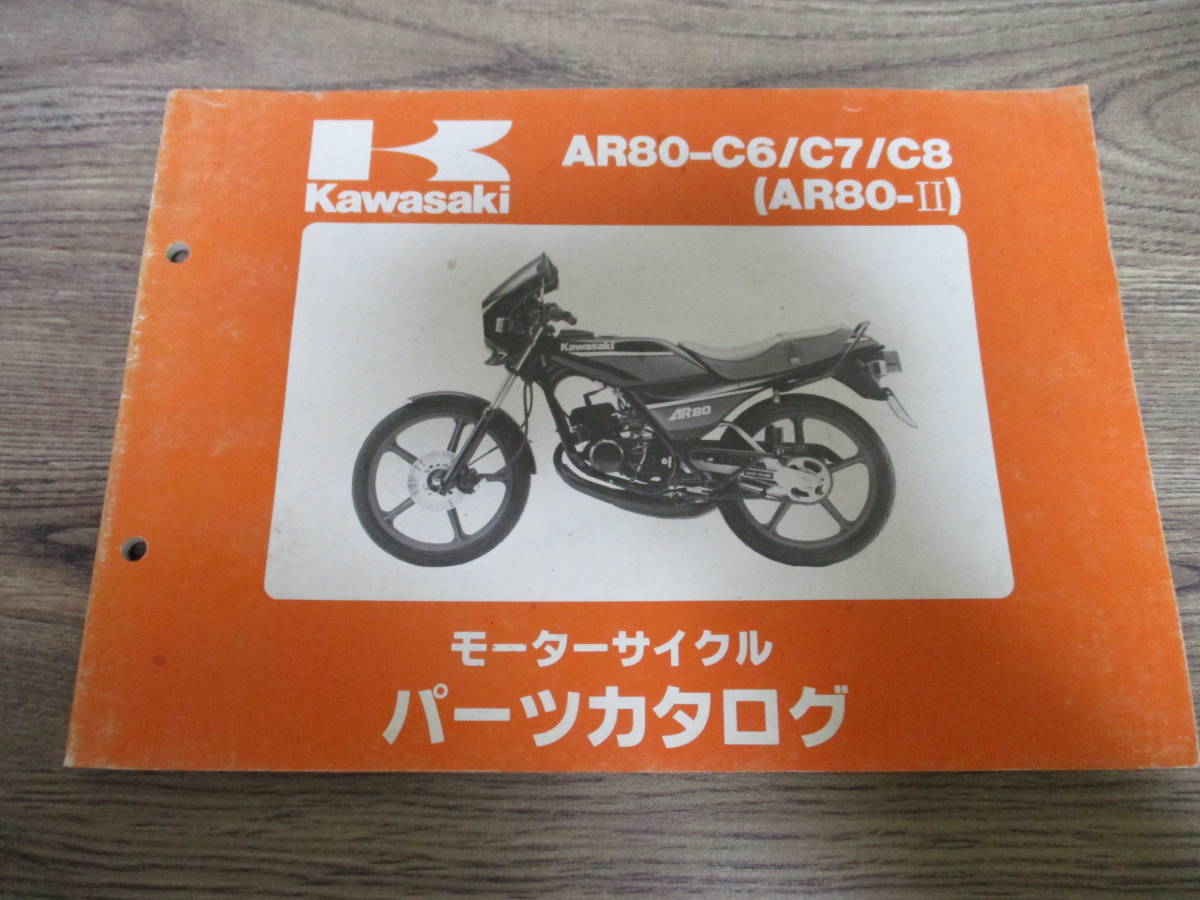 Kawasaki
AR80-C6/C7/C8
(AR80-II)
Kawasaki
AR80
モーターサイクル
パーツカタログ